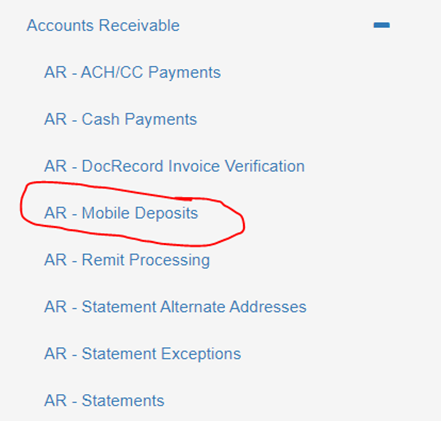 Accounts Receivable
AR - ACH/CC Payments
AR - Cash Payments
AR - DocRecord Invoice Verification
AR - Mobile Deposits
AR - Remit Processing
AR - Statement Alternate Addresses
AR - Statement Exceptions
AR - Statements